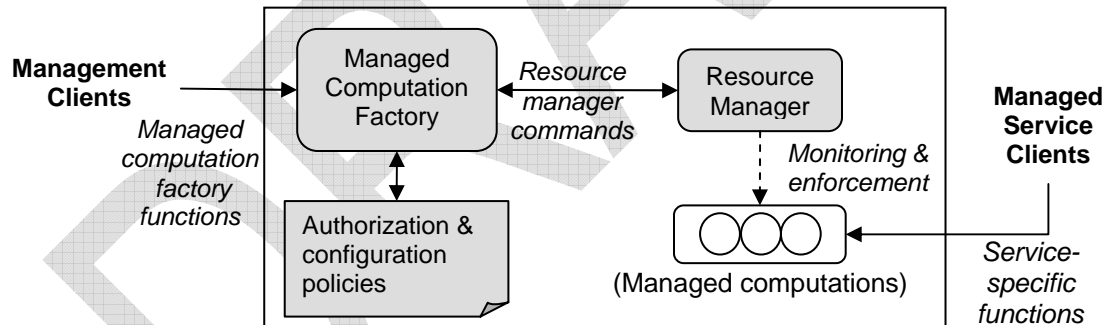 Management
Clients
Managed
computation
factory
functions
Managed
Computation
Factory
Resource
manager
commands
Resource
Manager
Authorization &
configuration
policies
Monitoring &
enforcement
(Managed computations)
Managed
Service
Clients
Service-
specific
functions